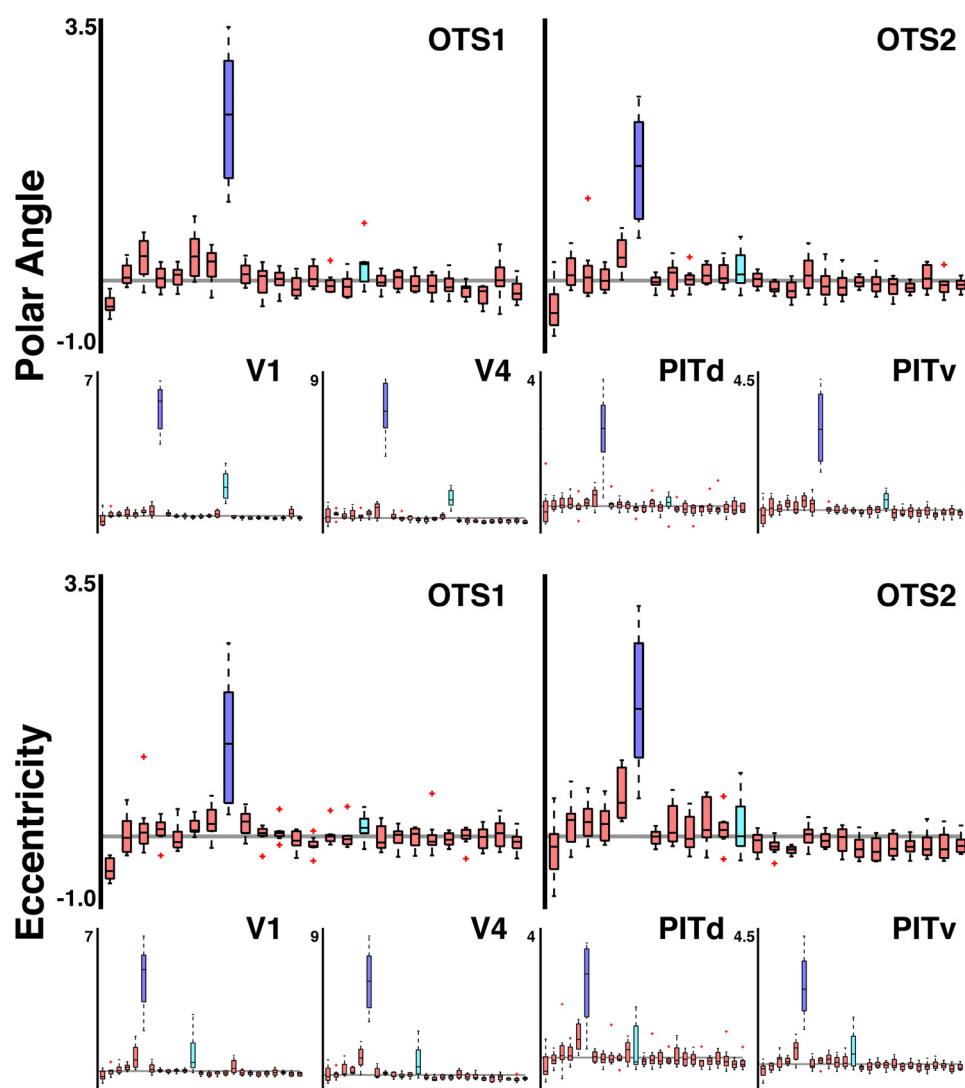 3.5
OTS1
OTS2
Polar Angle
-1.0
V1
V4
PITd
PITv
7
9
4
4.5
3.5
OTS1
OTS2
Eccentricity
-1.0
V1
V4
PITd
PITv
7
9
4
4.5